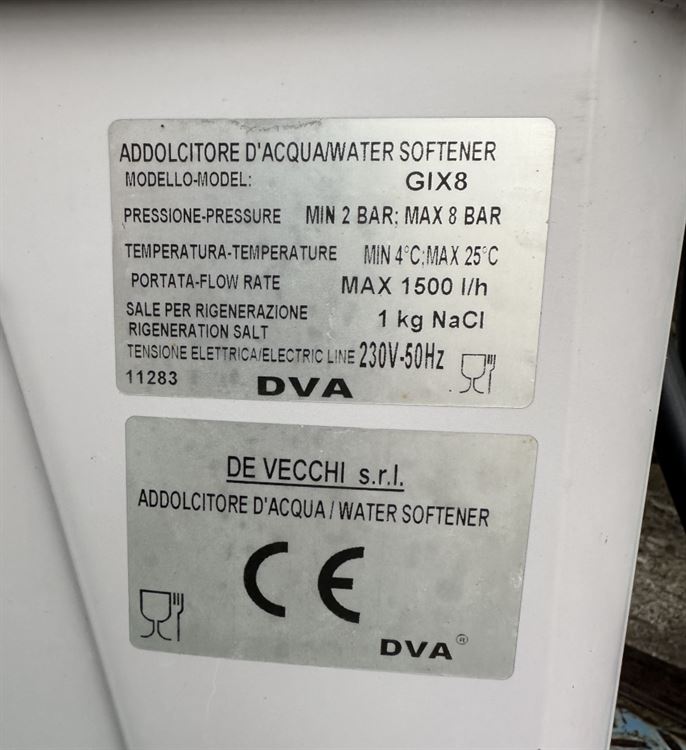 ADDOLCITORE D'ACQUA/WATER SOFTENER
MODELLO-MODEL: GIX8
PRESSIONE-PRESSURE MIN 2 BAR; MAX 8 BAR
TEMPERATURA-TEMPERATURE MIN 4°C;MAX 25°C
PORTATA-FLOW RATE MAX 1500 l/h
SALE PER RIGENERAZIONE
RIGENERATION SALT 1 kg NaCl
TENSIONE ELETTRICA/ELECTRIC LINE 230V-50Hz
11283 DVA
DE VECCHI s.r.l.
ADDOLCITORE D'ACQUA / WATER SOFTENER
CE
DVA®